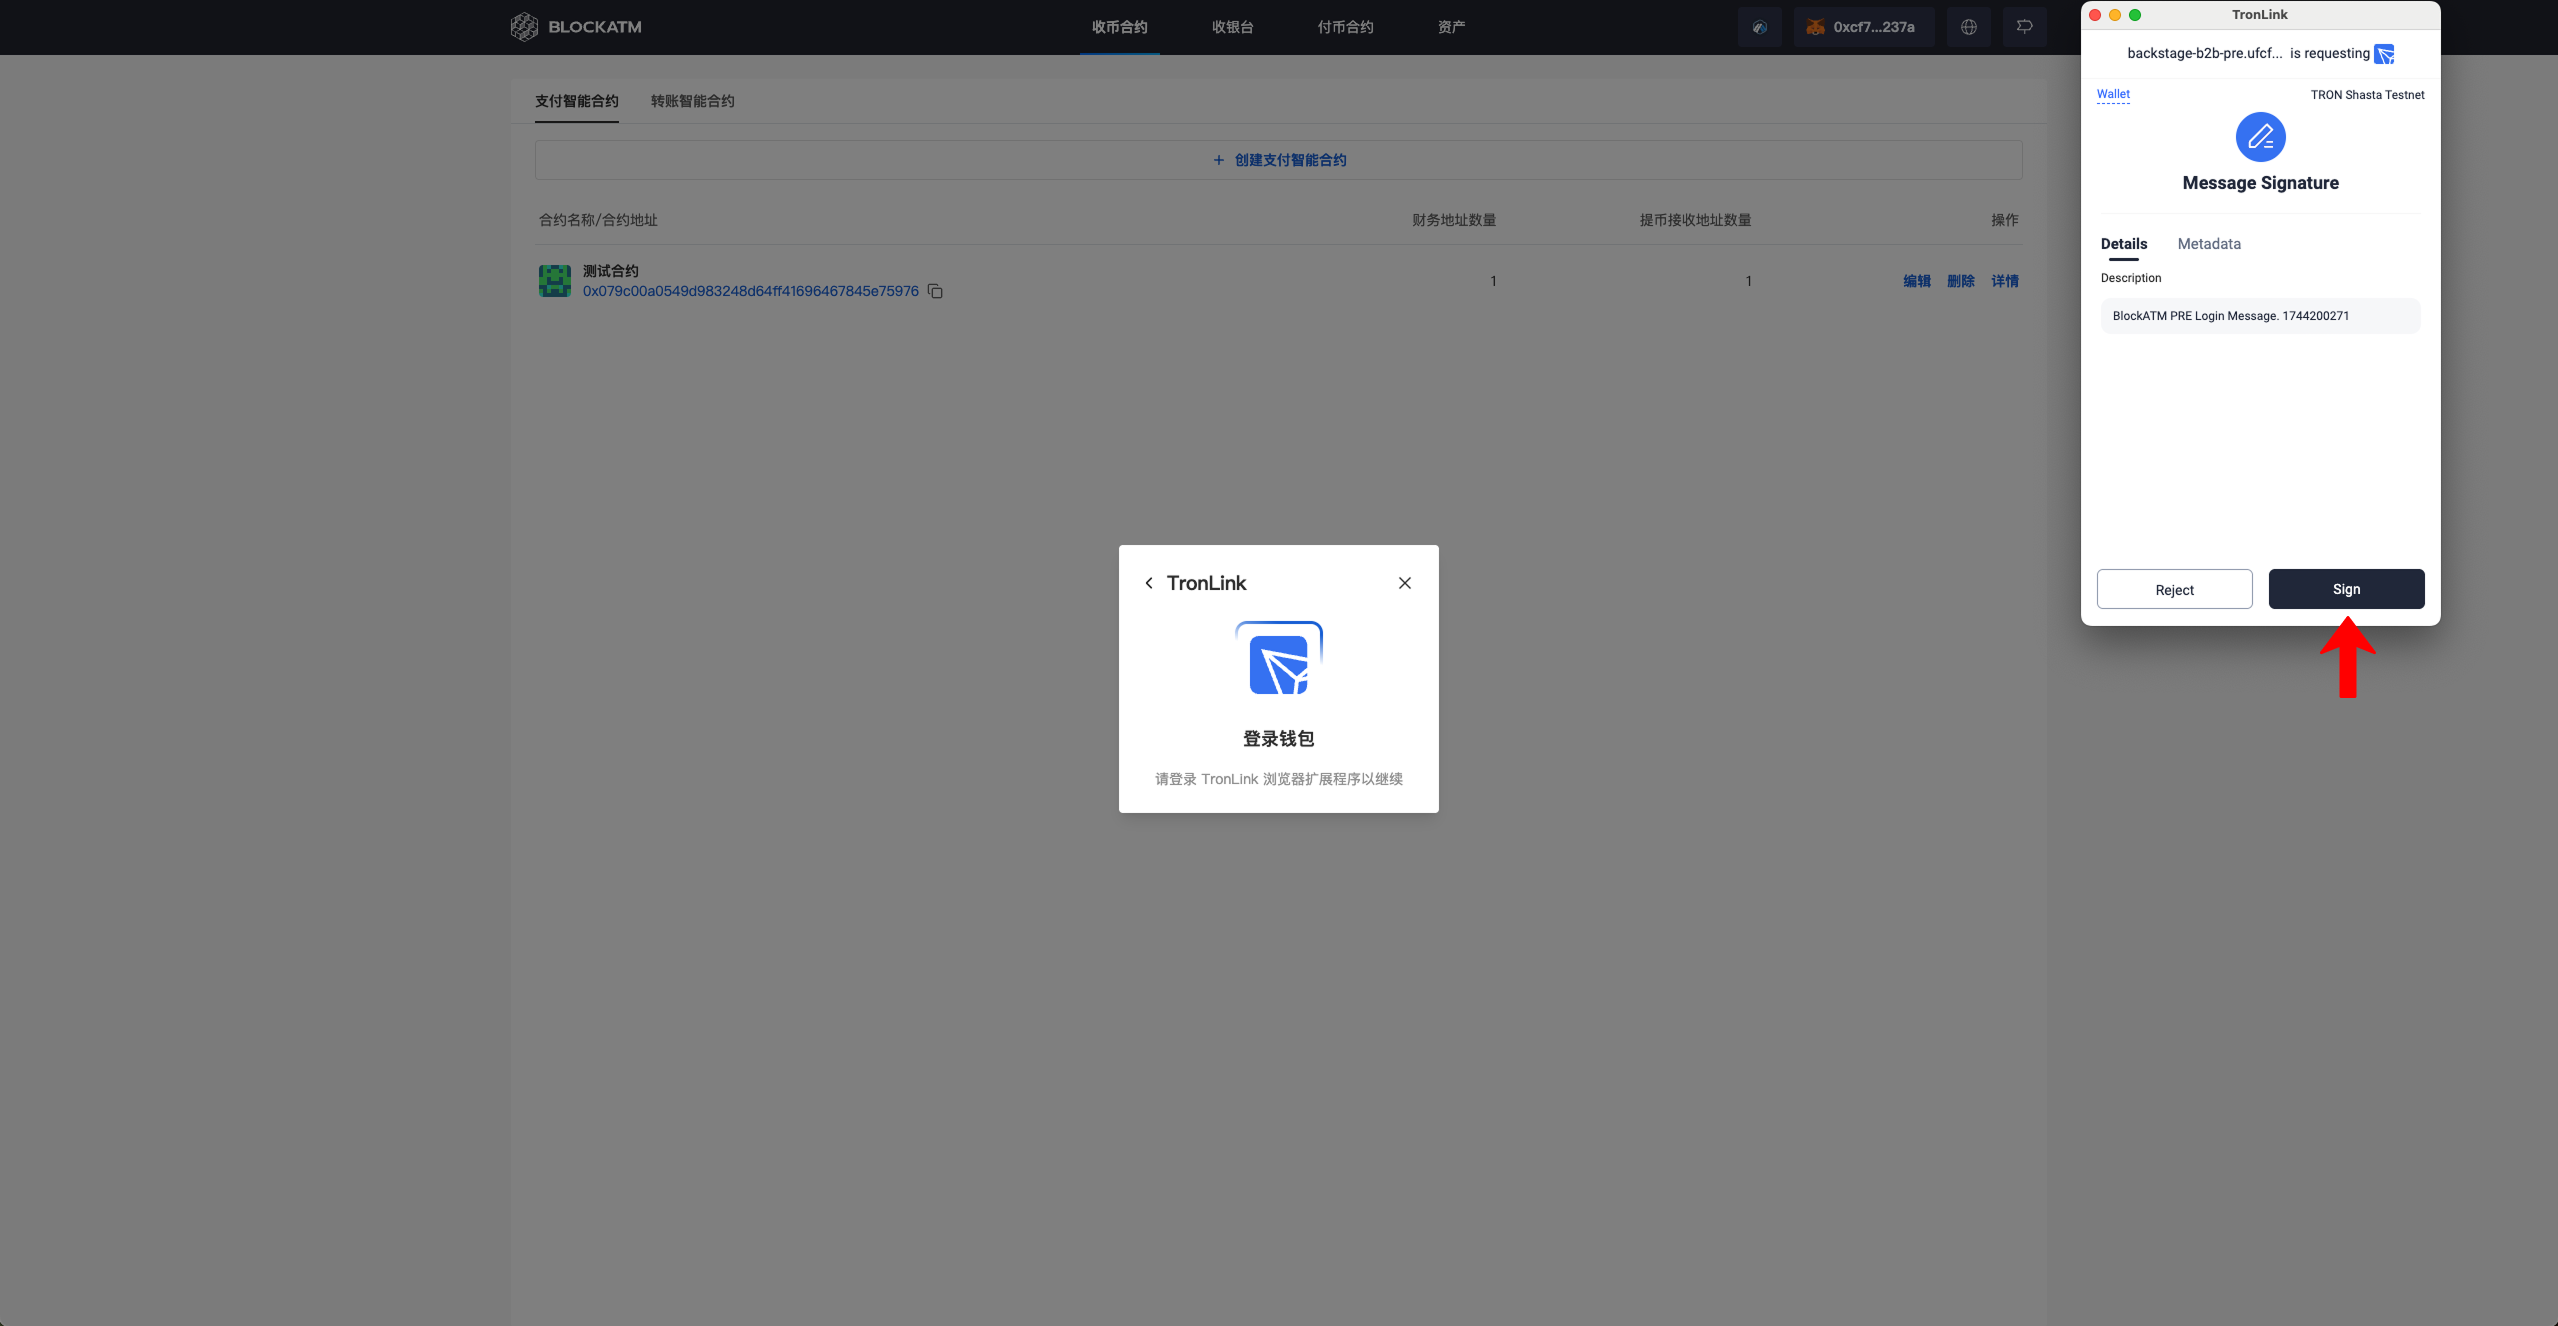 BLOCKATM
收币合约
收银台
付币合约
资产
0xcf7...237a
支付智能合约
转账智能合约
+ 创建支付智能合约
合约名称/合约地址
财务地址数量
提币接收地址数量
操作
测试合约
0x079c00a0549d983248d64ff41696467845e75976
1
1
编辑
删除
详情
TronLink
登录钱包
请登录 TronLink 浏览器扩展程序以继续
TronLink
backstage-b2b-pre.ufcf... is requesting
Wallet
TRON Shasta Testnet
Message Signature
Details
Metadata
Description
BlockATM PRE Login Message. 1744200271
Reject
Sign